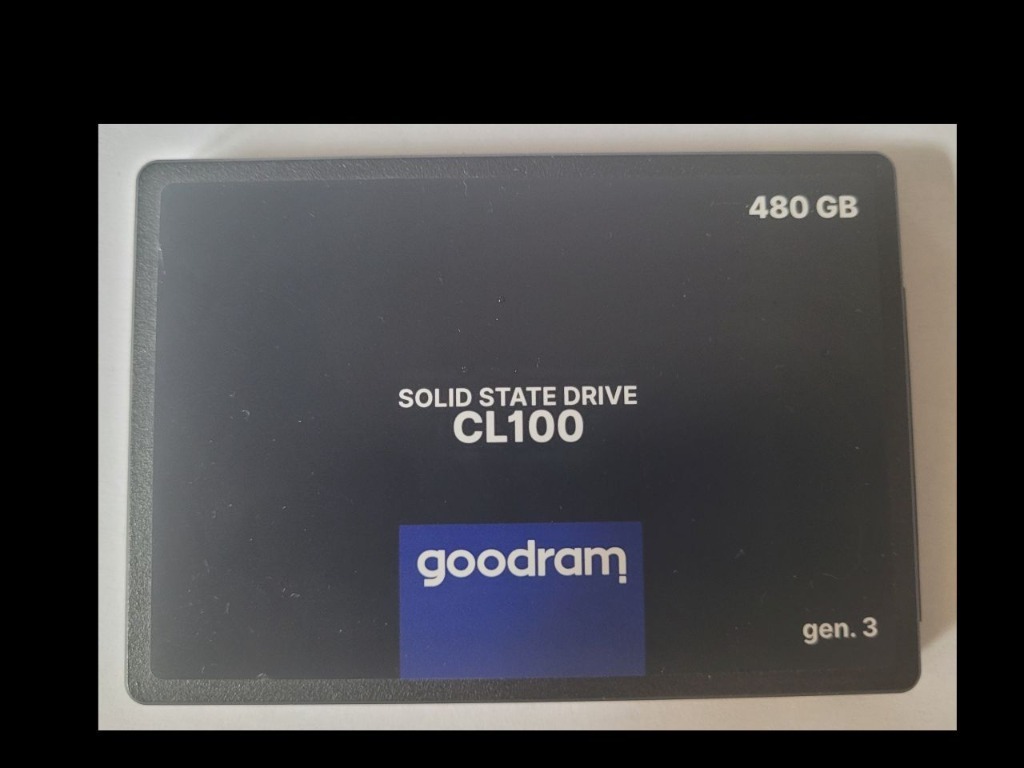 480 GB
SOLID STATE DRIVE
CL100
goodram
gen. 3